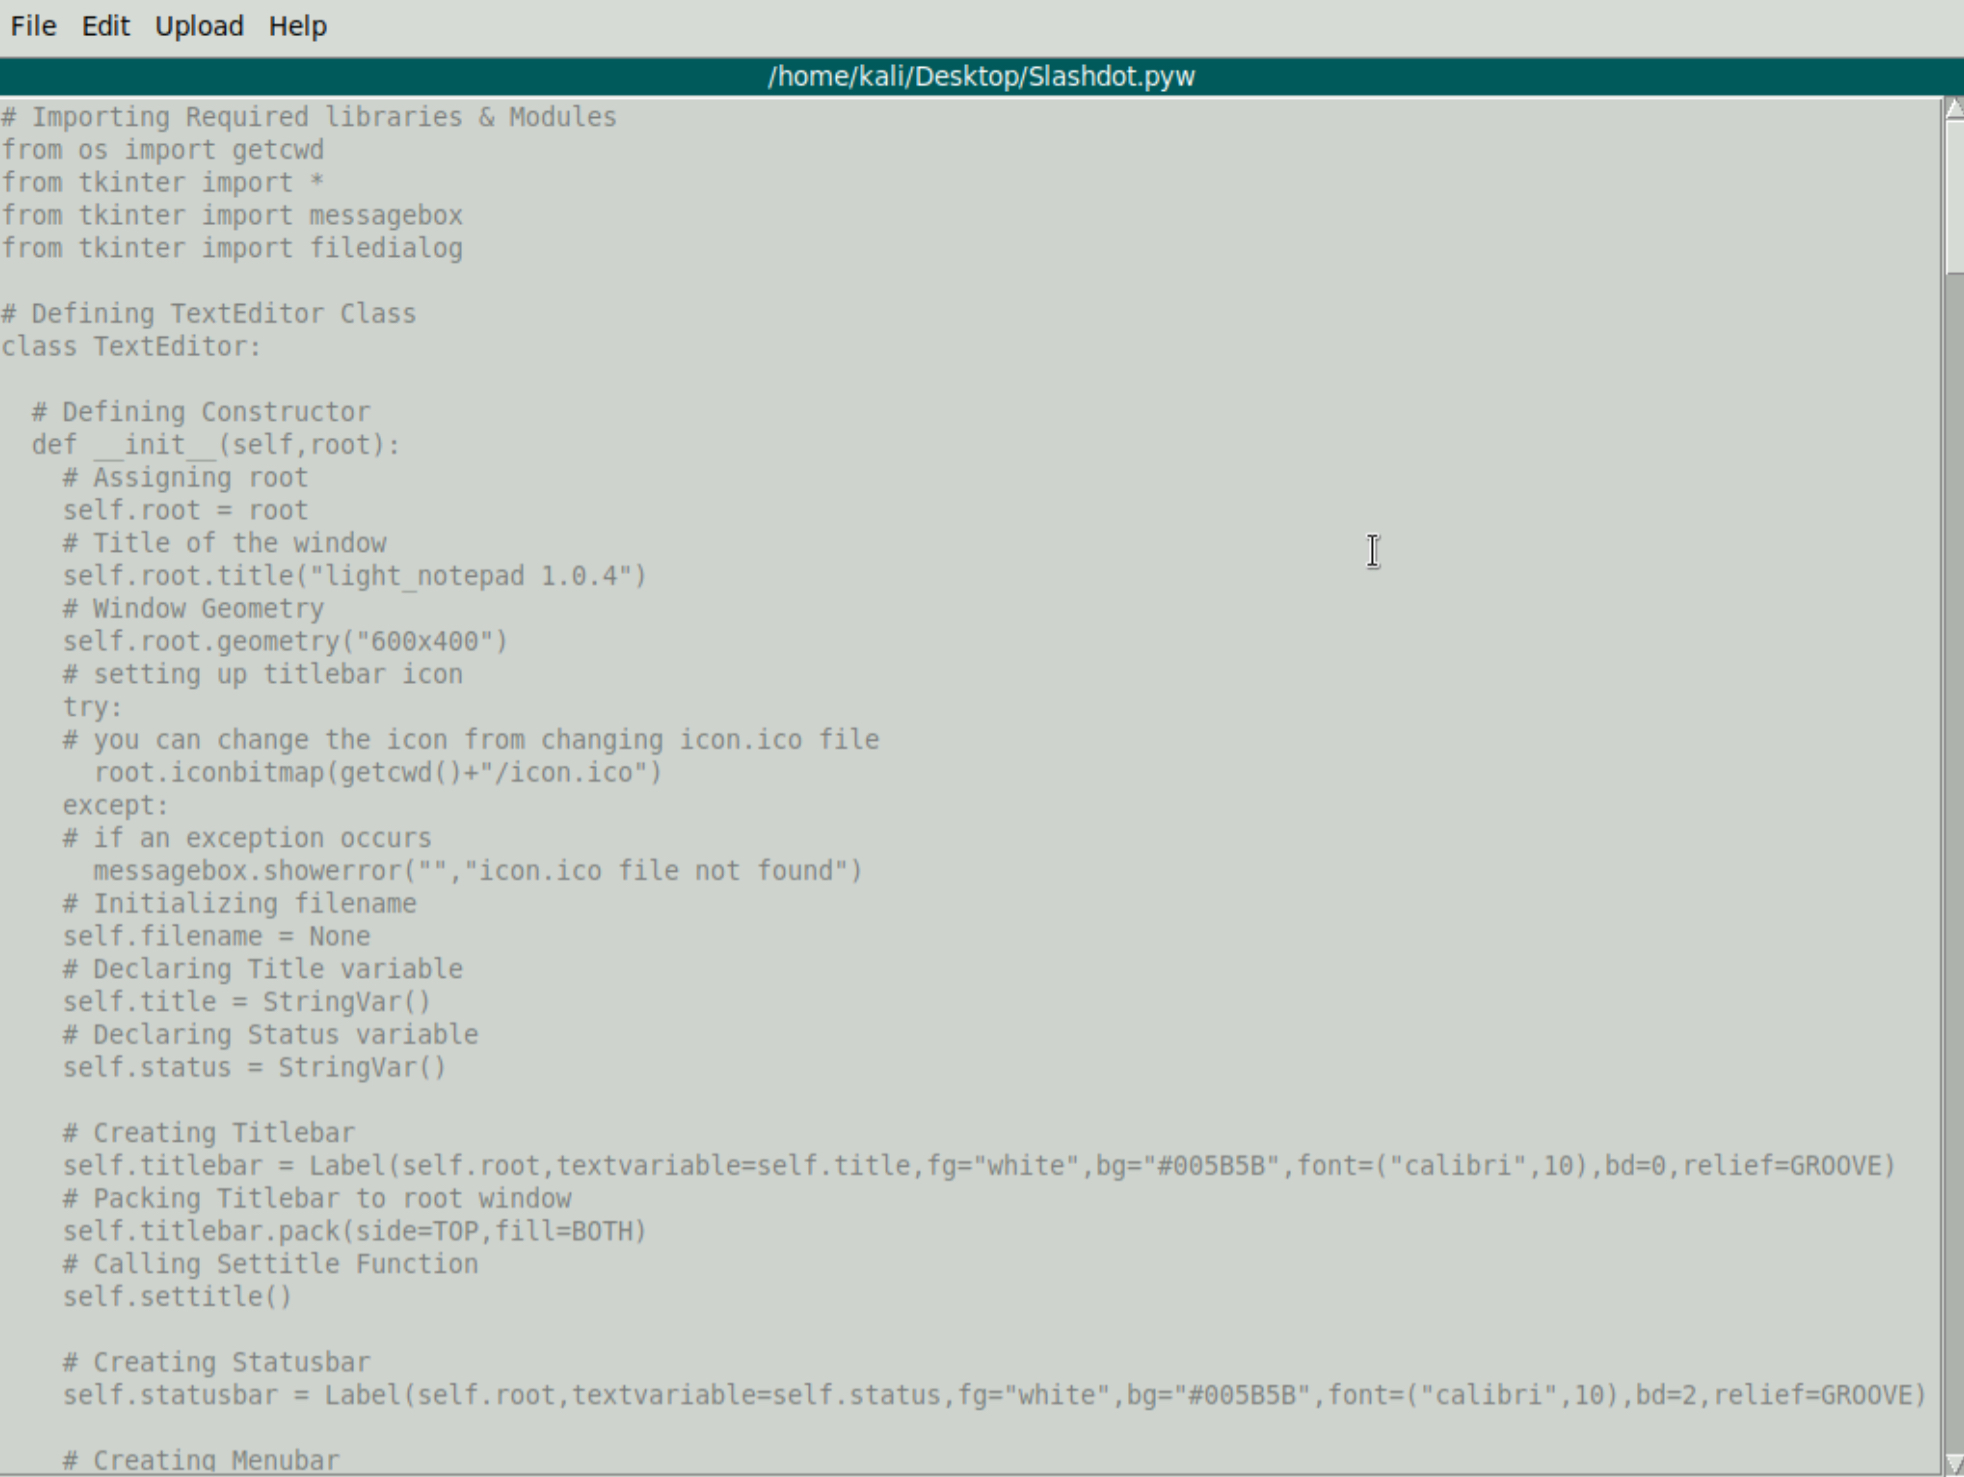 File Edit Upload Help
/home/kali/Desktop/Slashdot.pyw
# Importing Required libraries & Modules
from os import getcwd
from tkinter import *
from tkinter import messagebox
from tkinter import filedialog

# Defining TextEditor Class
class TextEditor:

  # Defining Constructor
  def __init__(self,root):
    # Assigning root
    self.root = root
    # Title of the window
    self.root.title("light_notepad 1.0.4")
    # Window Geometry
    self.root.geometry("600x400")
    # setting up titlebar icon
    try:
    # you can change the icon from changing icon.ico file
      root.iconbitmap(getcwd()+"/icon.ico")
    except:
    # if an exception occurs
      messagebox.showerror("","icon.ico file not found")
    # Initializing filename
    self.filename = None
    # Declaring Title variable
    self.title = StringVar()
    # Declaring Status variable
    self.status = StringVar()

    # Creating Titlebar
    self.titlebar = Label(self.root,textvariable=self.title,fg="white",bg="#005B5B",font=("calibri",10),bd=0,relief=GROOVE)
    # Packing Titlebar to root window
    self.titlebar.pack(side=TOP,fill=BOTH)
    # Calling Settitle Function
    self.settitle()

    # Creating Statusbar
    self.statusbar = Label(self.root,textvariable=self.status,fg="white",bg="#005B5B",font=("calibri",10),bd=2,relief=GROOVE)

    # Creating Menubar